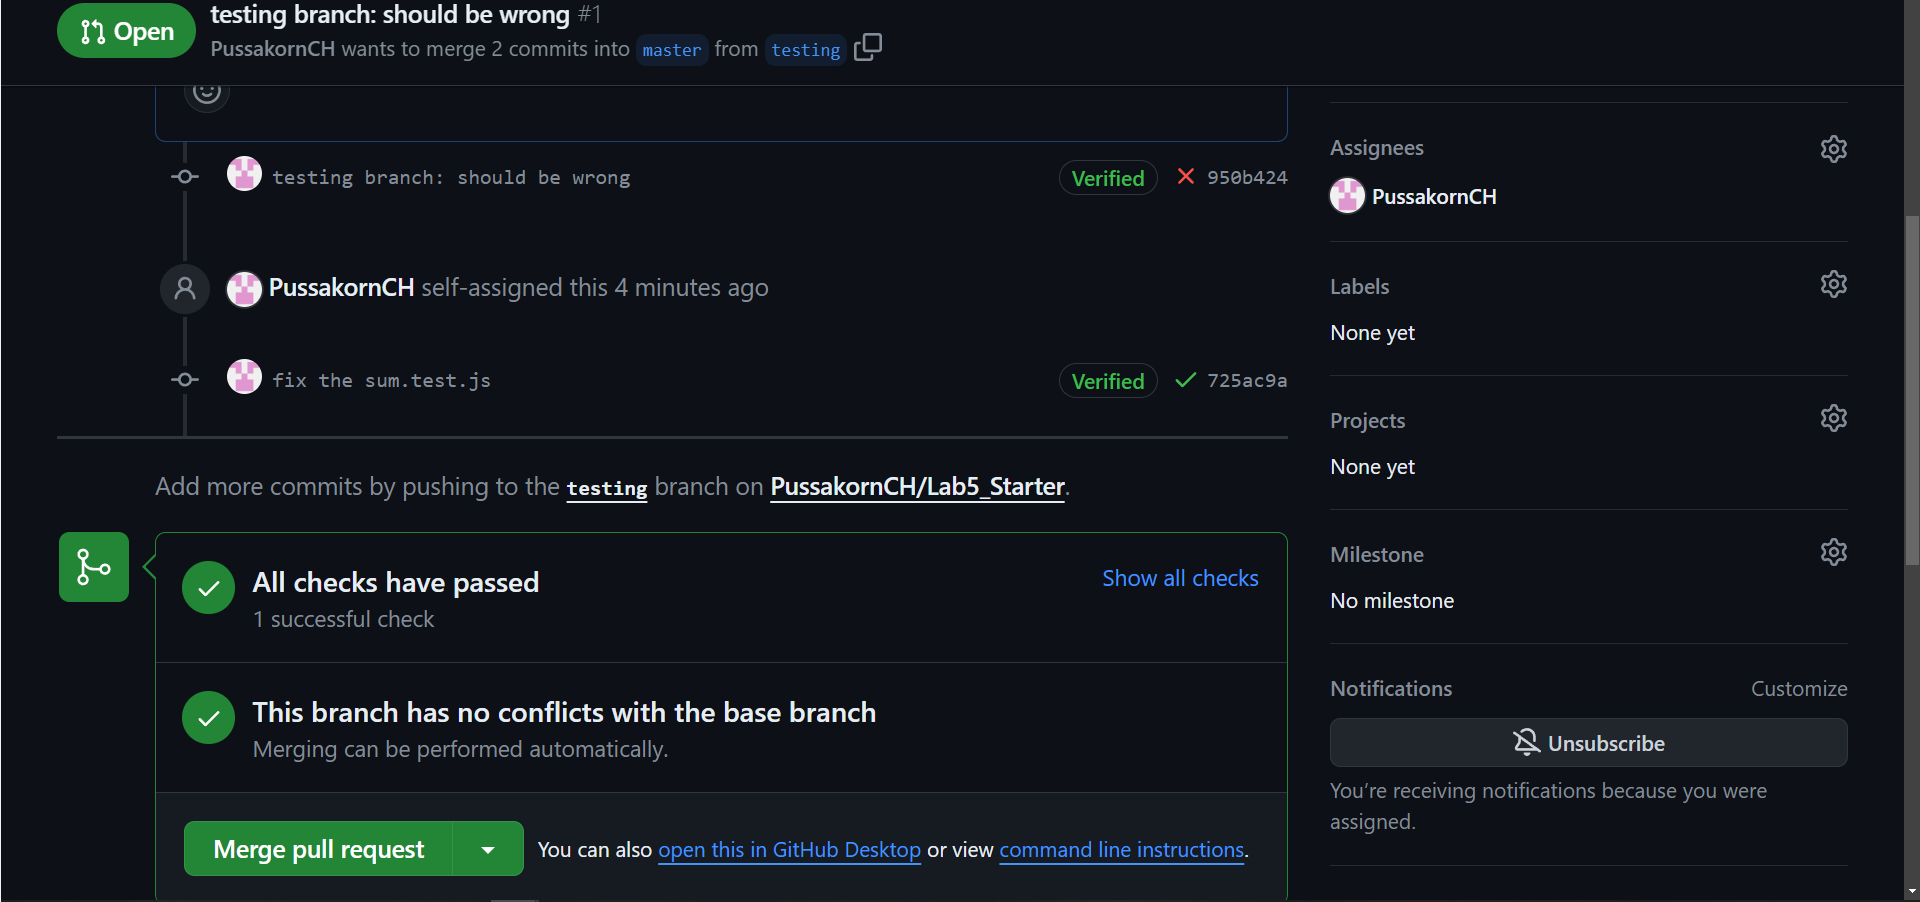 Open
testing branch: should be wrong #1
PussakornCH wants to merge 2 commits into master from testing
testing branch: should be wrong Verified 950b424
PussakornCH self-assigned this 4 minutes ago
fix the sum.test.js Verified 725ac9a
Add more commits by pushing to the testing branch on PussakornCH/Lab5_Starter.
All checks have passed
Show all checks
1 successful check
This branch has no conflicts with the base branch
Merging can be performed automatically.
Merge pull request
You can also open this in GitHub Desktop or view command line instructions.
Assignees
PussakornCH
Labels
None yet
Projects
None yet
Milestone
No milestone
Notifications Customize
Unsubscribe
You’re receiving notifications because you were
assigned.